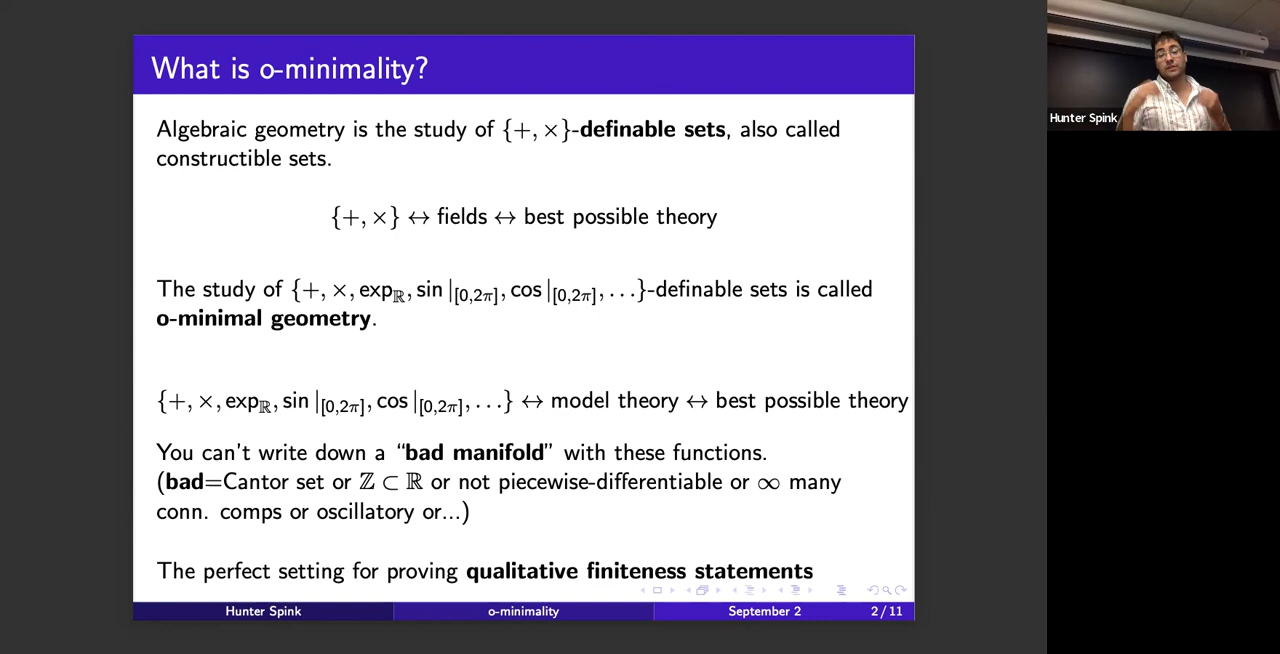 What is o-minimality?
Algebraic geometry is the study of {+, ×}-definable sets, also called
constructible sets.
{+, ×} ↔ fields ↔ best possible theory
The study of {+, ×, exp_ℝ, sin|_[0,2π], cos|_[0,2π], …}-definable sets is called
o-minimal geometry.
{+, ×, exp_ℝ, sin|_[0,2π], cos|_[0,2π], …} ↔ model theory ↔ best possible theory
You can't write down a “bad manifold” with these functions.
(bad=Cantor set or ℤ ⊂ ℝ or not piecewise-differentiable or ∞ many
conn. comps or oscillatory or...)
The perfect setting for proving qualitative finiteness statements
Hunter Spink o-minimality September 2 2 / 11
Hunter Spink